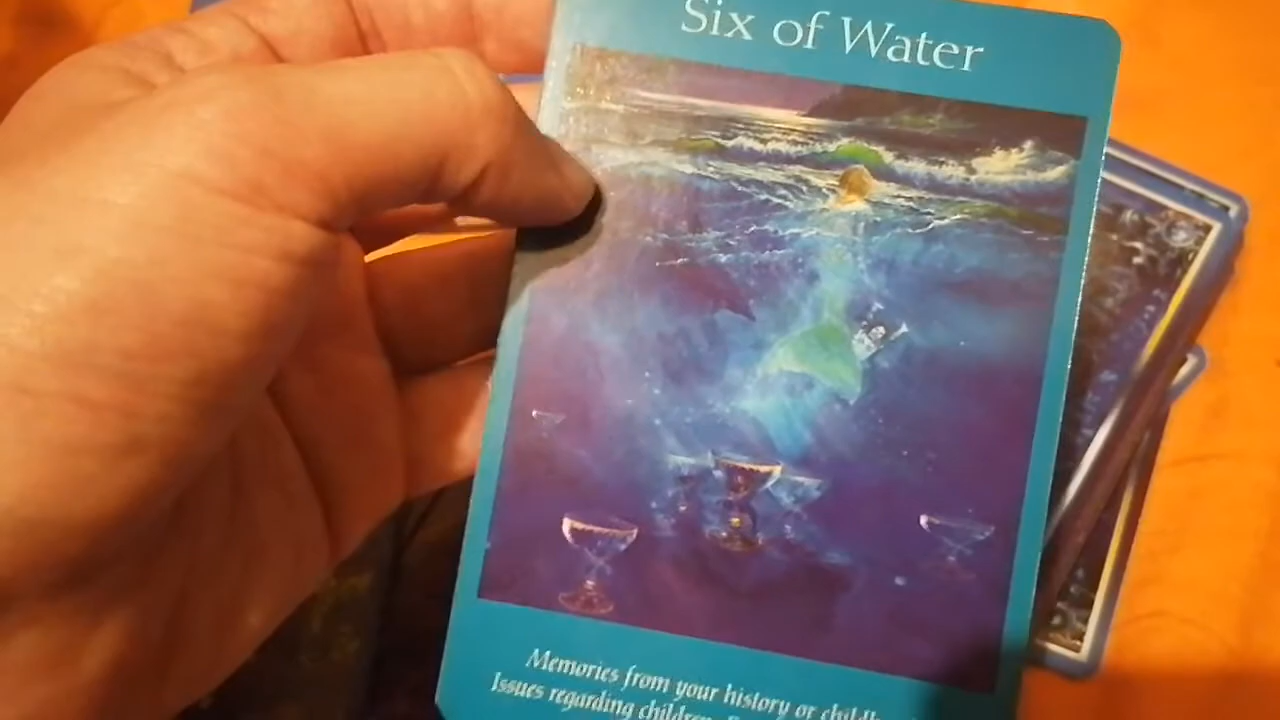 Six of Water
Memories from your history or
Issues regarding children.